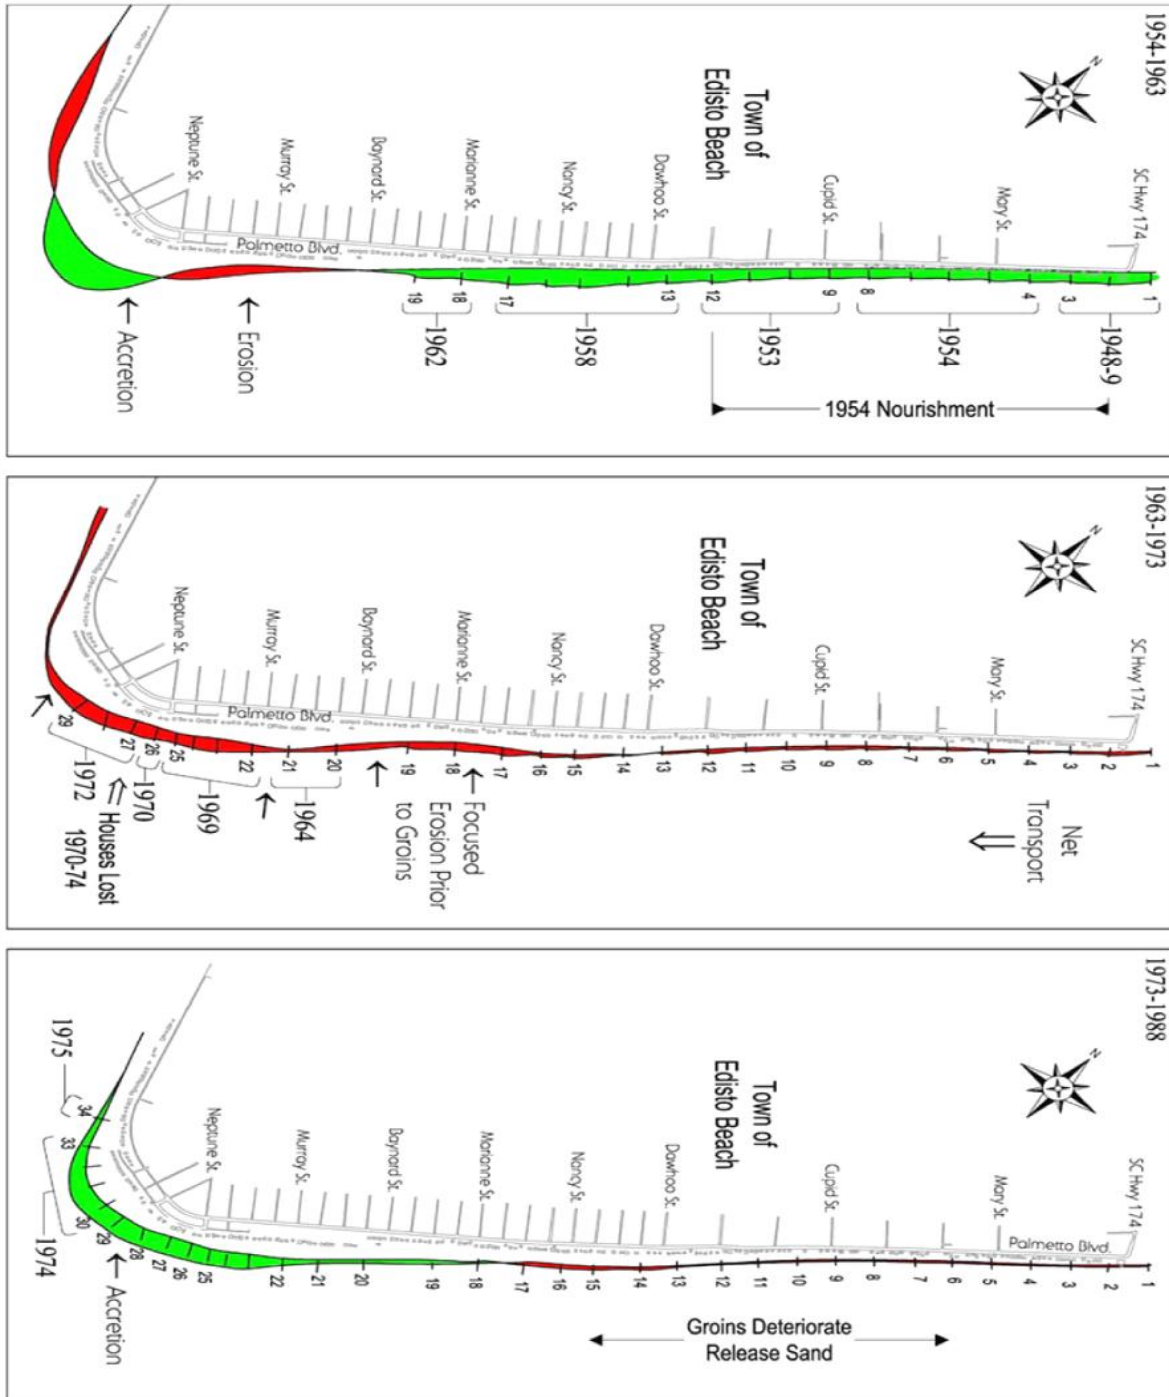 1954-1963
N
Town of
Edisto Beach
Neptune St.
Murray St.
Baynard St.
Marianne St.
Nancy St.
Dawhoo St.
Cupid St.
Mary St.
SC Hwy 174
Palmetto Blvd.
19 18 17 13 12 9 8 4 3 1
1962
1958
1953
1954
1948-9
Accretion
Erosion
1954 Nourishment
1963-1973
N
Town of
Edisto Beach
Neptune St.
Murray St.
Baynard St.
Marianne St.
Nancy St.
Dawhoo St.
Cupid St.
Mary St.
SC Hwy 174
Palmetto Blvd.
29 27 26 25 22 21 20 19 18 17 16 15 14 13 12 11 10 9 8 7 6 5 4 3 2 1
1972
1970
1969
1964
Houses Lost
1970-74
Focused
Erosion Prior
to Groins
Net
Transport
1973-1988
N
Town of
Edisto Beach
Neptune St.
Murray St.
Baynard St.
Marianne St.
Nancy St.
Dawhoo St.
Cupid St.
Mary St.
SC Hwy 174
Palmetto Blvd.
34 33 30 29 28 27 26 25 22 21 20 19 18 17 16 15 14 13 12 11 10 9 8 7 6 5 4 3 2 1
1975
1974
Accretion
Groins Deteriorate
Release Sand